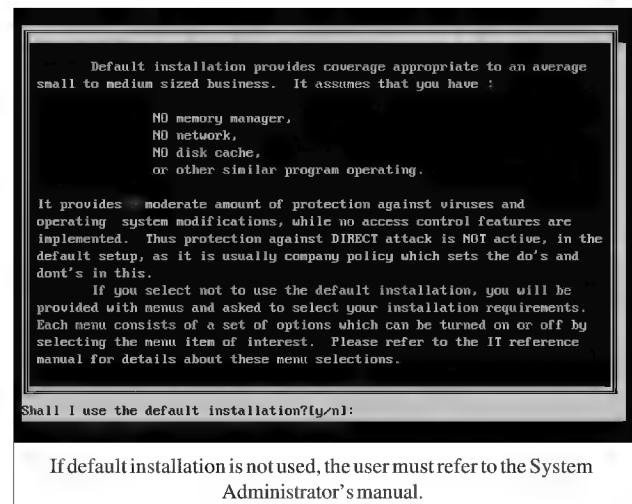 Default installation provides coverage appropriate to an average
small to medium sized business. It assumes that you have :
NO memory manager,
NO network,
NO disk cache,
or other similar program operating.
It provides moderate amount of protection against viruses and
operating system modifications, while no access control features are
implemented. Thus protection against DIRECT attack is NOT active, in the
default setup, as it is usually company policy which sets the do's and
dont's in this.
If you select not to use the default installation, you will be
provided with menus and asked to select your installation requirements.
Each menu consists of a set of options which can be turned on or off by
selecting the menu item of interest. Please refer to the IT reference
manual for details about these menu selections.
Shall I use the default installation?[y/n]:
If default installation is not used, the user must refer to the System
Administrator's manual.